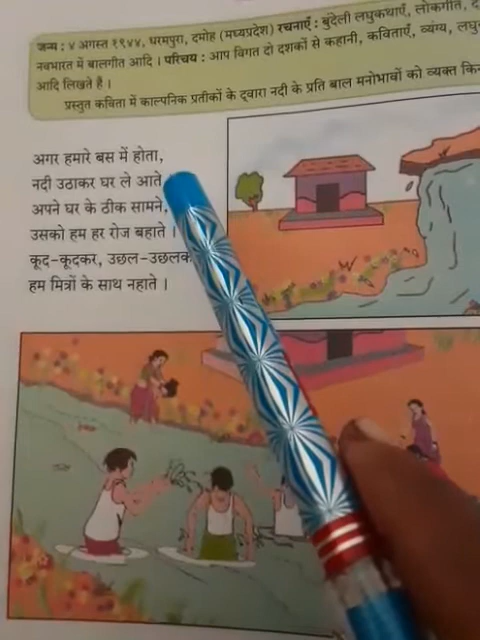 जन्म : ४ अगस्त १९४४, धरमपुरा, दमोह (मध्यप्रदेश) रचनाएँ : बुंदेली लघुकथाएँ, लोकगीत,
नवभारत में बालगीत आदि । परिचय : आप विगत दो दशकों से कहानी, कविताएँ, व्यंग्य,
आदि लिखते हैं ।
प्रस्तुत कविता में काल्पनिक प्रतीकों के द्वारा नदी के प्रति बाल मनोभावों को व्यक्त
अगर हमारे बस में होता,
नदी उठाकर घर ले आते
अपने घर के ठीक सामने,
उसको हम हर रोज बहाते ।
कूद-कूदकर,
हम मित्रों के साथ नहाते ।